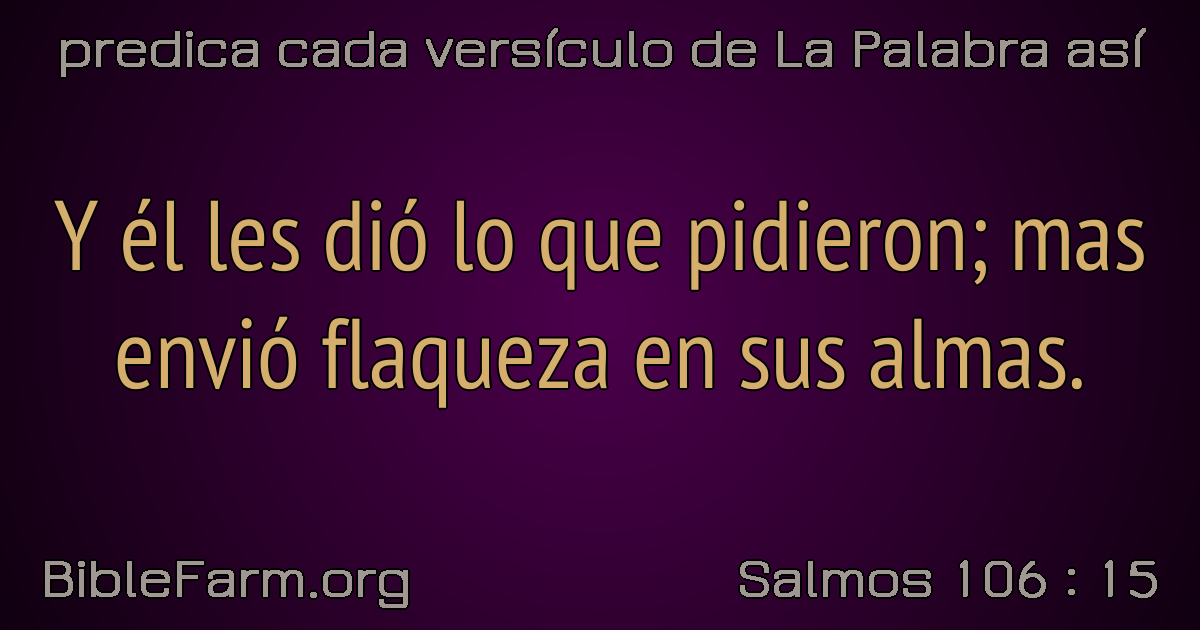 predica cada versículo de La Palabra así
Y él les dió lo que pidieron; mas
envió flaqueza en sus almas.
BibleFarm.org
Salmos 106 : 15